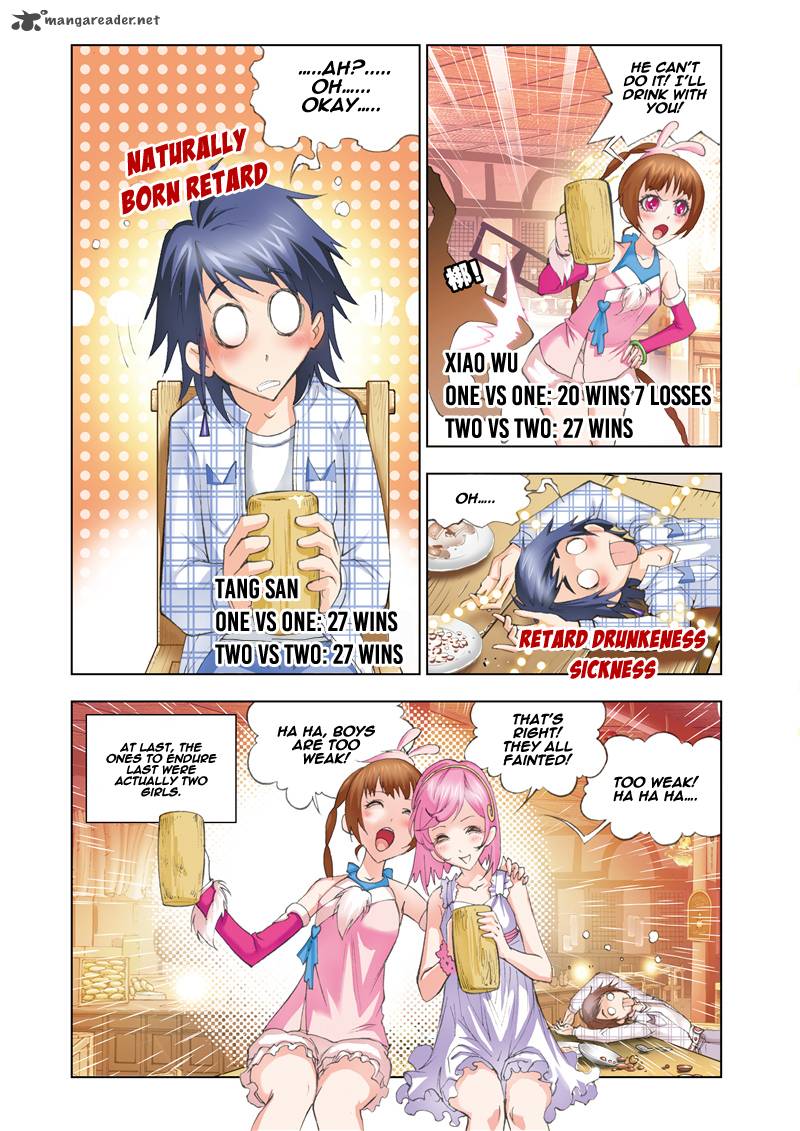 mangareader.net
.....AH?.....
OH......
OKAY.....
NATURALLY
BORN RETARD
TANG SAN
ONE VS ONE: 27 WINS
TWO VS TWO: 27 WINS
HE CAN'T
DO IT! I'LL
DRINK WITH
YOU!
XIAO WU
ONE VS ONE: 20 WINS 7 LOSSES
TWO VS TWO: 27 WINS
OH.....
RETARD DRUNKENESS
SICKNESS
AT LAST, THE
ONES TO ENDURE
LAST WERE
ACTUALLY TWO
GIRLS.
HA HA, BOYS
ARE TOO
WEAK!
THAT'S
RIGHT!
THEY ALL
FAINTED!
TOO WEAK!
HA HA HA....